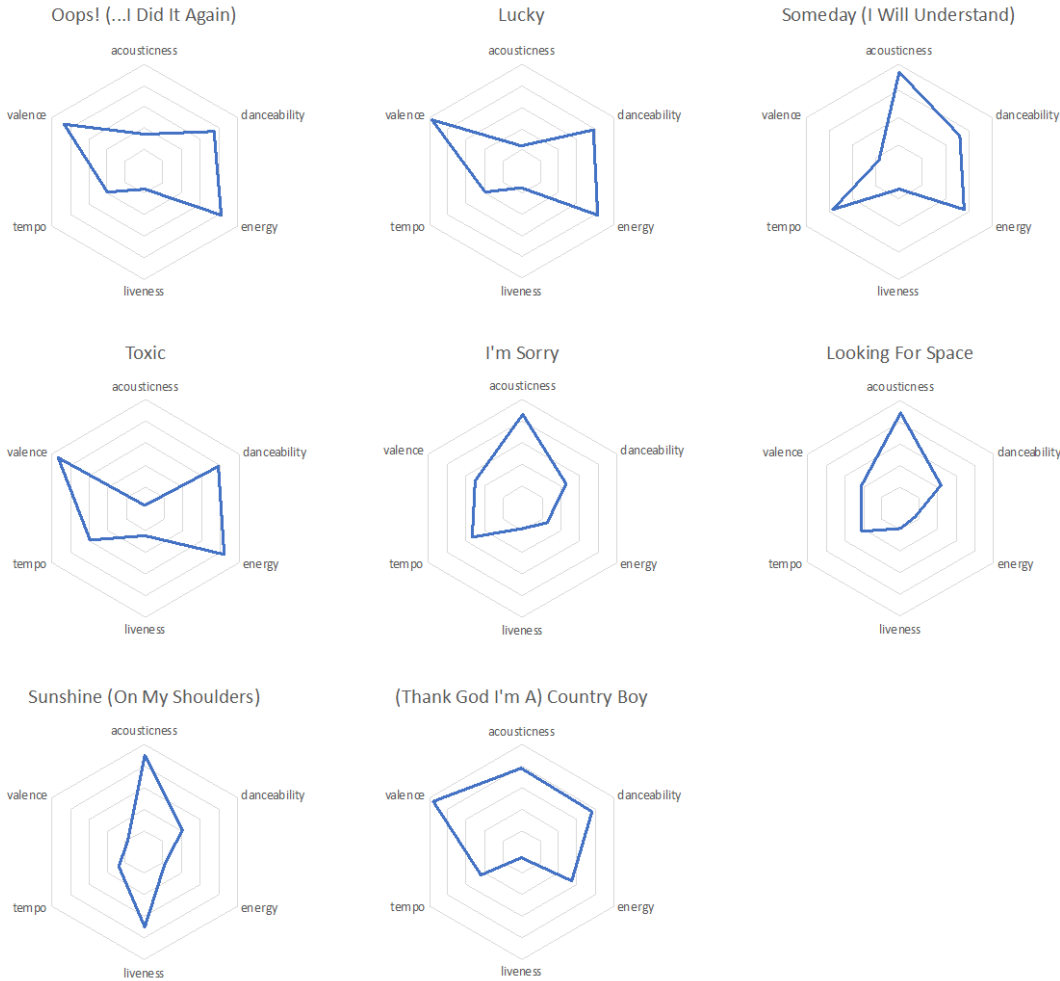 Oops! (...I Did It Again)
acousticness
danceability
energy
liveness
tempo
valence
Lucky
acousticness
danceability
energy
liveness
tempo
valence
Someday (I Will Understand)
acousticness
danceability
energy
liveness
tempo
valence
Toxic
acousticness
danceability
energy
liveness
tempo
valence
I'm Sorry
acousticness
danceability
energy
liveness
tempo
valence
Looking For Space
acousticness
danceability
energy
liveness
tempo
valence
Sunshine (On My Shoulders)
acousticness
danceability
energy
liveness
tempo
valence
(Thank God I'm A) Country Boy
acousticness
danceability
energy
liveness
tempo
valence